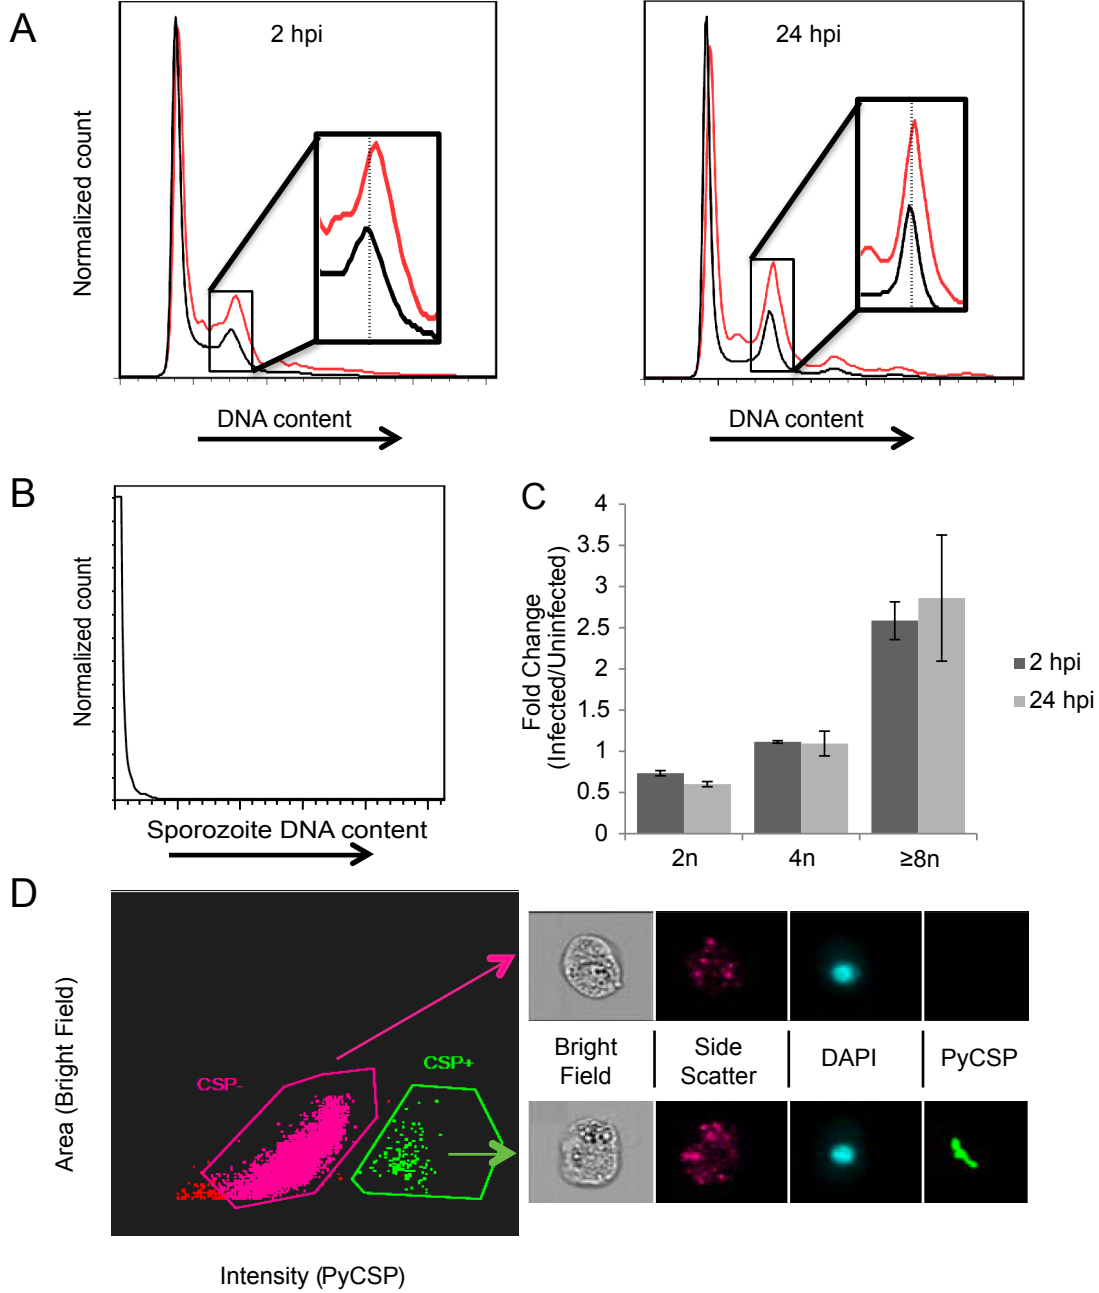 A
2 hpi
24 hpi
Normalized count
DNA content
DNA content
B
Normalized count
Sporozoite DNA content
C
Fold Change
(Infected/Uninfected)
4
3.5
3
2.5
2
1.5
1
0.5
0
2n
4n
≥8n
2 hpi
24 hpi
D
Area (Bright Field)
CSP-
CSP+
Intensity (PyCSP)
Bright
Field
Side
Scatter
DAPI
PyCSP